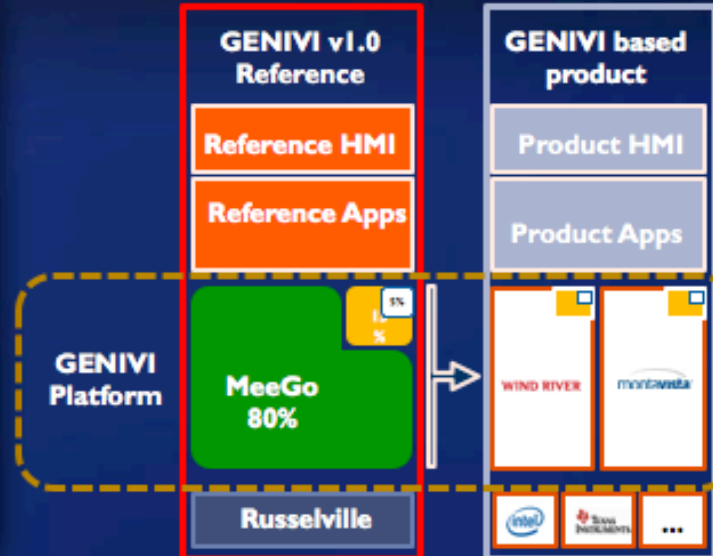 GENIVI v1.0
Reference
GENIVI based
product
Reference HMI
Product HMI
Reference Apps
Product Apps
5%
15
%
GENIVI
Platform
MeeGo
80%
WIND RIVER
montavista
Russelville
intel
TEXAS
INSTRUMENTS
...